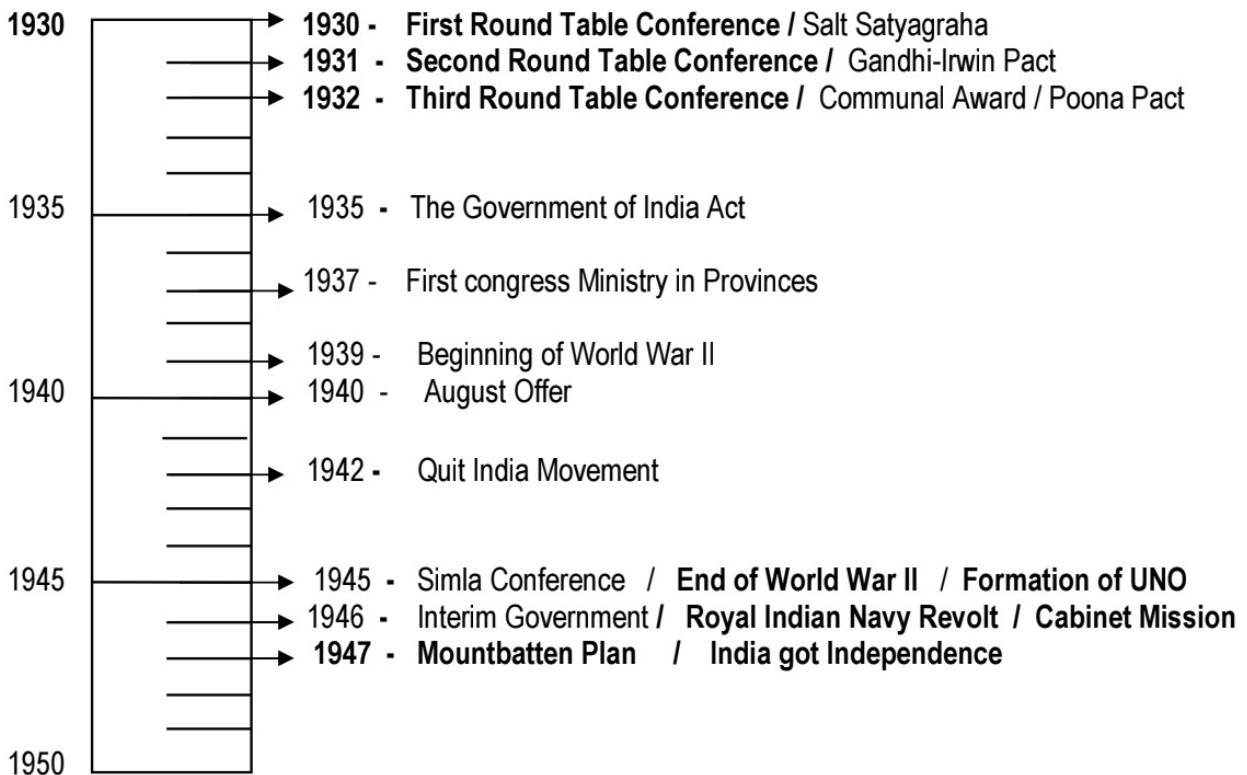 1930 1930 - First Round Table Conference / Salt Satyagraha
1931 - Second Round Table Conference / Gandhi-Irwin Pact
1932 - Third Round Table Conference / Communal Award / Poona Pact
1935 1935 - The Government of India Act
1937 - First congress Ministry in Provinces
1939 - Beginning of World War II
1940 1940 - August Offer
1942 - Quit India Movement
1945 1945 - Simla Conference / End of World War II / Formation of UNO
1946 - Interim Government / Royal Indian Navy Revolt / Cabinet Mission
1947 - Mountbatten Plan / India got Independence
1950